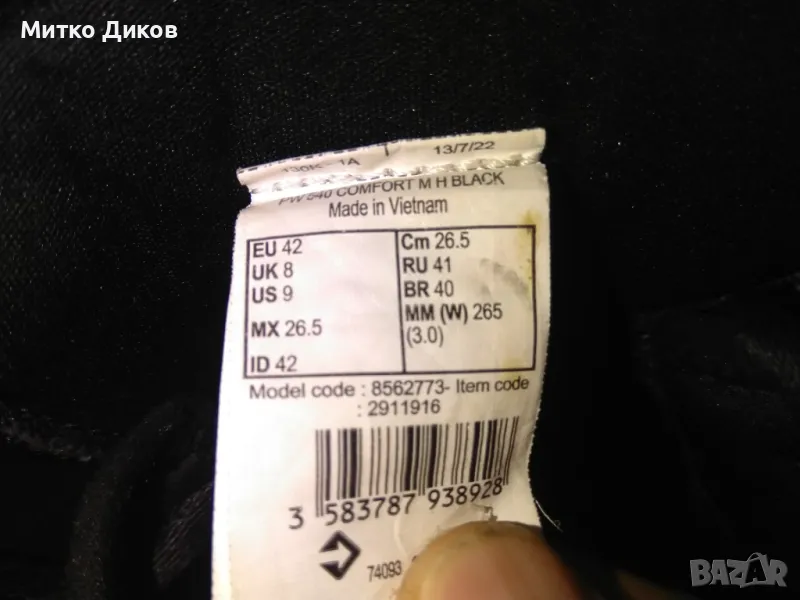 Митко Диков
13/7/22
1A
COMFORT M H BLACK
Made in Vietnam
EU 42
UK 8
US 9
MX 26.5
ID 42
Cm 26.5
RU 41
BR 40
MM (W) 265
(3.0)
Model code : 8562773- Item code
: 2911916
3 583787 938928
74093
BAZAR